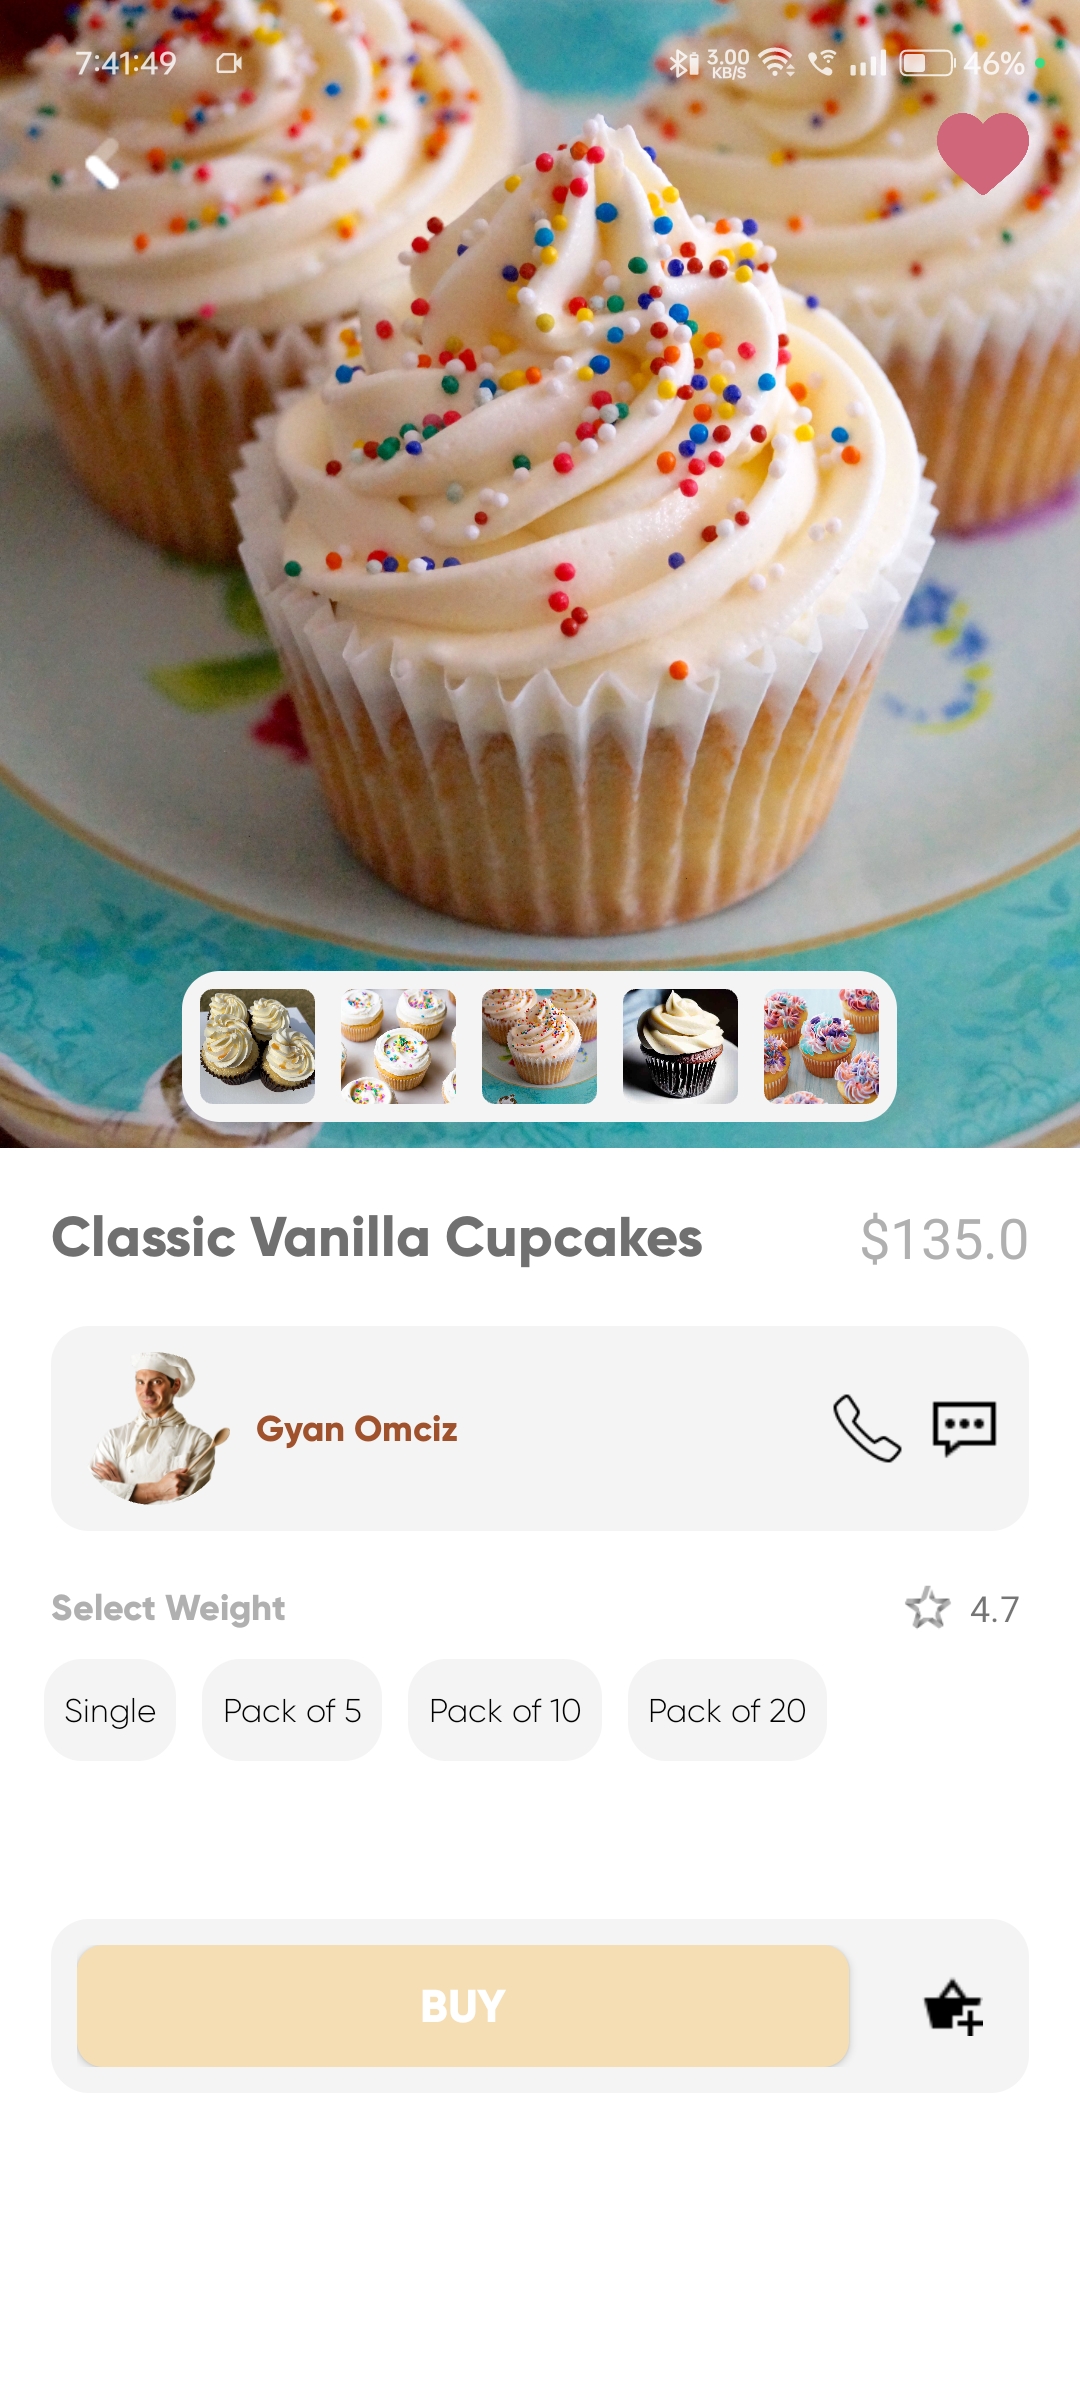 7:41:49 3.00 KB/S 46%
Classic Vanilla Cupcakes $135.0
Gyan Omciz
Select Weight 4.7
Single Pack of 5 Pack of 10 Pack of 20
BUY